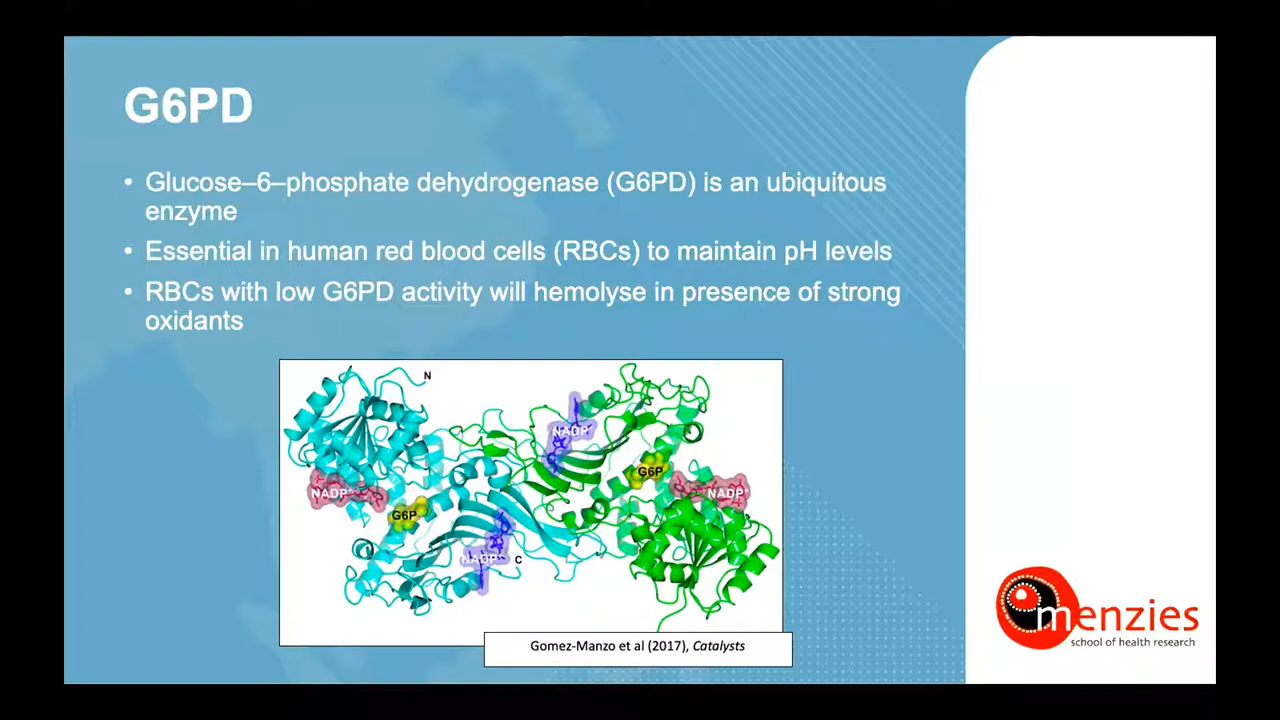 G6PD
• Glucose–6–phosphate dehydrogenase (G6PD) is an ubiquitous
enzyme
• Essential in human red blood cells (RBCs) to maintain pH levels
• RBCs with low G6PD activity will hemolyse in presence of strong
oxidants
N
NADP+
G6P
NADP+
C
NADP+
G6P
NADP+
Gomez-Manzo et al (2017), Catalysts
menzies
school of health research